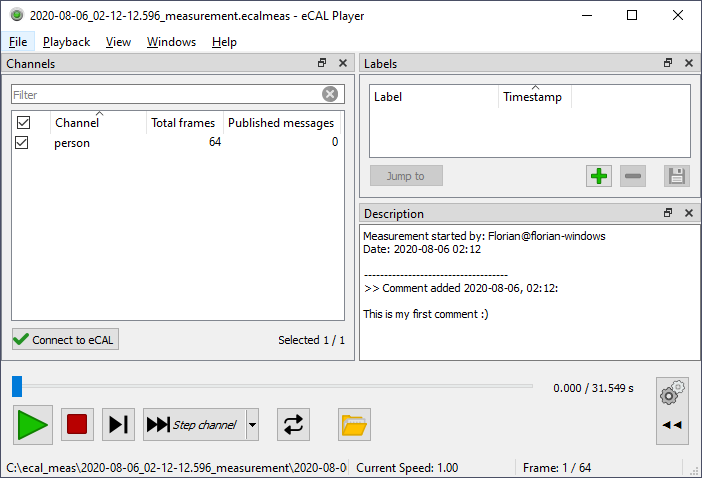 2020-08-06_02-12-12.596_measurement.ecalmeas - eCAL Player
File Playback View Windows Help
Channels
Filter
Channel Total frames Published messages
person 64 0
Connect to eCAL Selected 1 / 1
Labels
Label Timestamp
Jump to
Description
Measurement started by: Florian@florian-windows
Date: 2020-08-06 02:12
------------------------------------
>> Comment added 2020-08-06, 02:12:
This is my first comment :)
0.000 / 31.549 s
Step channel
C:\ecal_meas\2020-08-06_02-12-12.596_measurement\2020-08-0 Current Speed: 1.00 Frame: 1 / 64